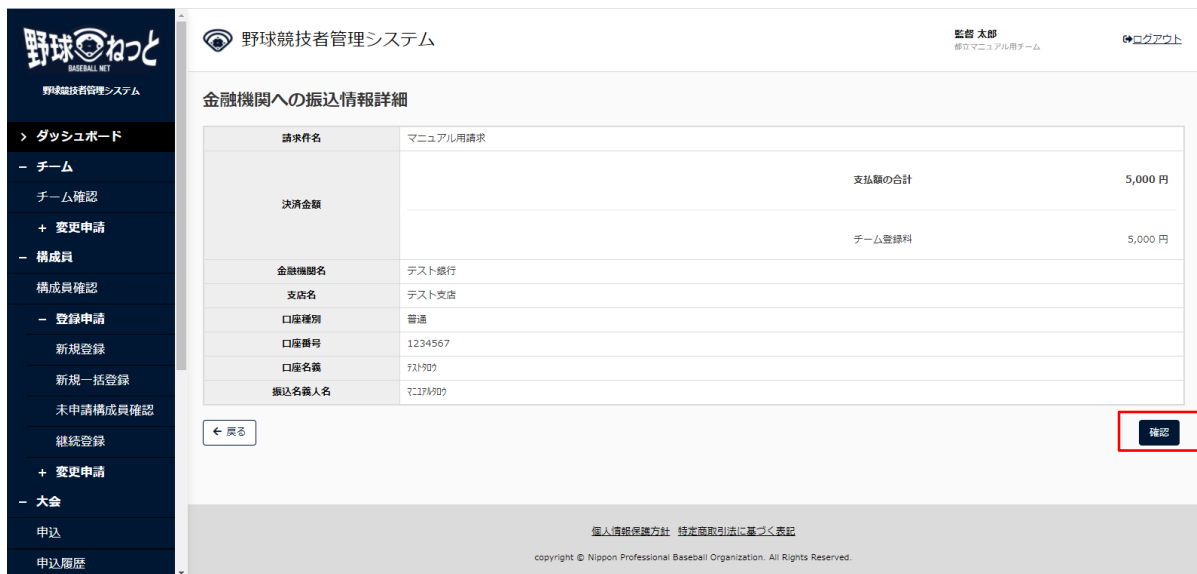 野球ねっと
BASEBALL NET
野球競技者管理システム
> ダッシュボード
− チーム
チーム確認
+ 変更申請
− 構成員
構成員確認
− 登録申請
新規登録
新規一括登録
未申請構成員確認
継続登録
+ 変更申請
− 大会
申込
申込履歴
野球競技者管理システム
監督 太郎
都立マニュアル用チーム
ログアウト
金融機関への振込情報詳細
請求件名 マニュアル用請求
決済金額
支払額の合計 5,000 円
チーム登録料 5,000 円
金融機関名 テスト銀行
支店名 テスト支店
口座種別 普通
口座番号 1234567
口座名義 ﾃｽﾄﾀﾛｳ
振込名義人名 ﾏﾆｭｱﾙﾀﾛｳ
← 戻る
確認
個人情報保護方針 特定商取引法に基づく表記
copyright © Nippon Professional Baseball Organization. All Rights Reserved.